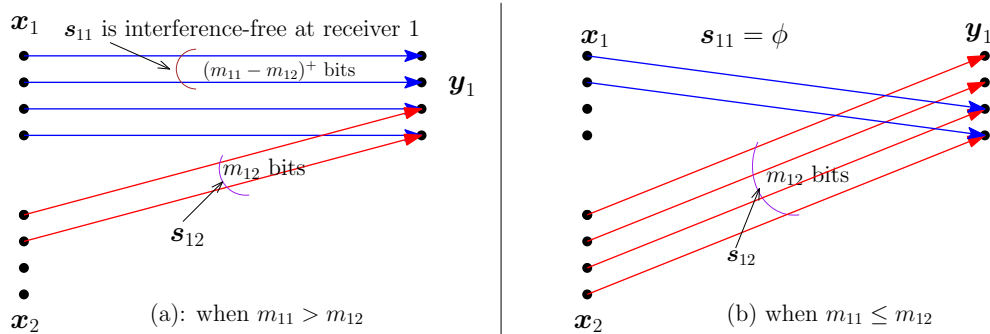 x₁
s₁₁ is interference-free at receiver 1
(m₁₁ − m₁₂)⁺ bits
y₁
m₁₂ bits
s₁₂
x₂
(a): when m₁₁ > m₁₂
x₁
s₁₁ = ϕ
y₁
m₁₂ bits
s₁₂
x₂
(b) when m₁₁ ≤ m₁₂